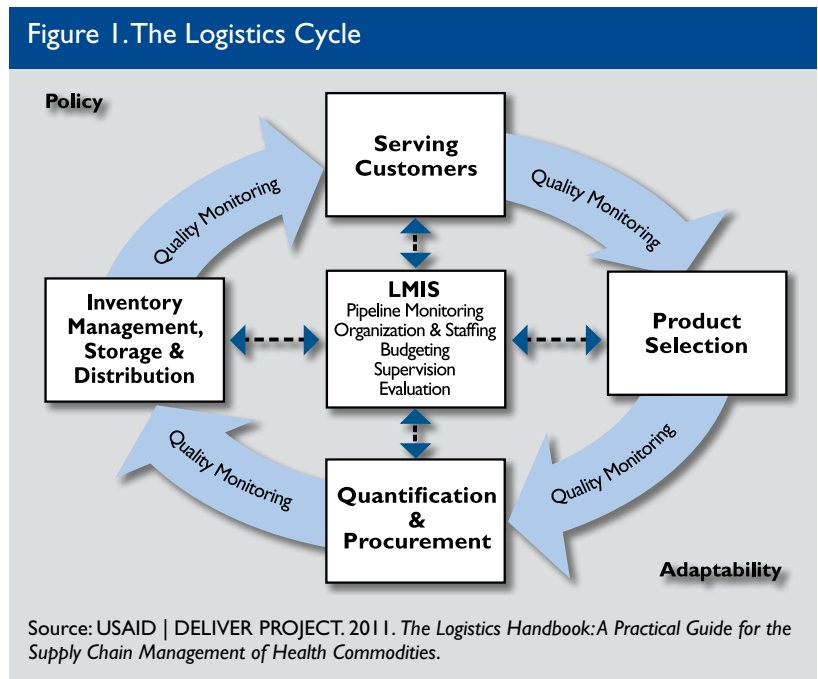 Figure 1. The Logistics Cycle
Policy
Serving
Customers
Quality Monitoring
Quality Monitoring
Inventory
Management,
Storage &
Distribution
LMIS
Pipeline Monitoring
Organization & Staffing
Budgeting
Supervision
Evaluation
Product
Selection
Quality Monitoring
Quality Monitoring
Quantification
&
Procurement
Adaptability
Source: USAID | DELIVER PROJECT. 2011. The Logistics Handbook: A Practical Guide for the
Supply Chain Management of Health Commodities.